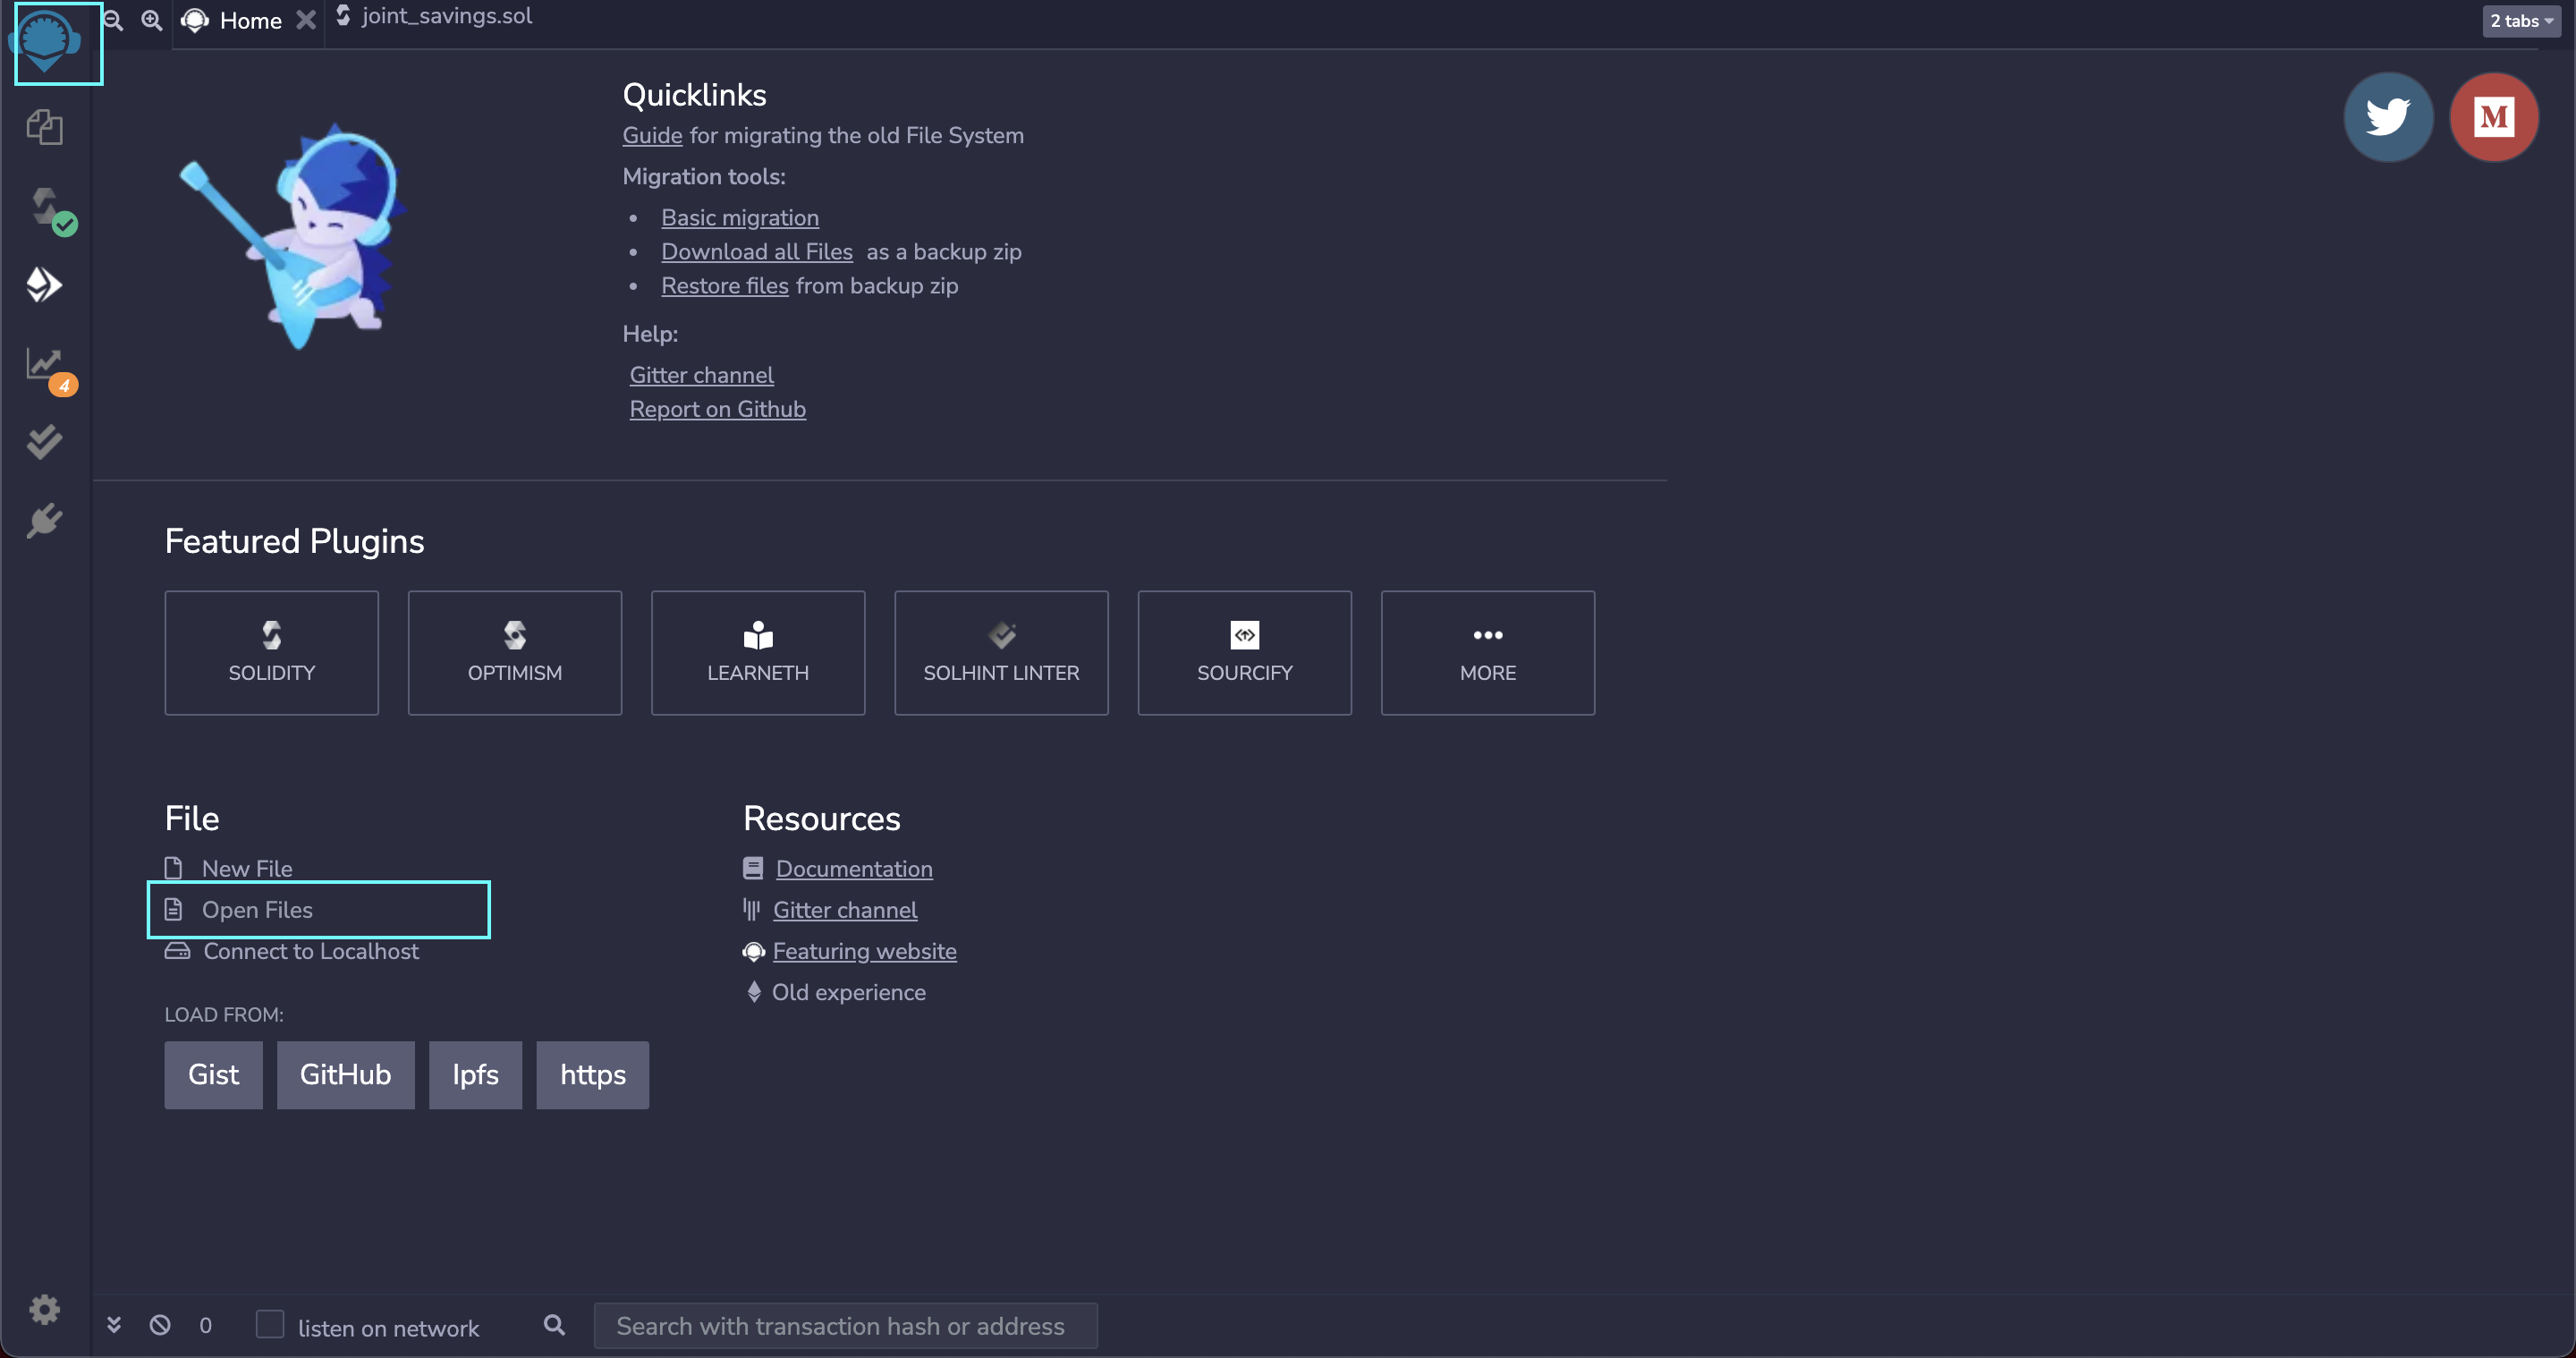 Home
joint_savings.sol
2 tabs
Quicklinks
Guide for migrating the old File System
Migration tools:
• Basic migration
• Download all Files as a backup zip
• Restore files from backup zip
Help:
Gitter channel
Report on Github
M
4
Featured Plugins
SOLIDITY
OPTIMISM
LEARNETH
SOLHINT LINTER
SOURCIFY
MORE
File
New File
Open Files
Connect to Localhost
LOAD FROM:
Gist
GitHub
Ipfs
https
Resources
Documentation
Gitter channel
Featuring website
Old experience
0
listen on network
Search with transaction hash or address